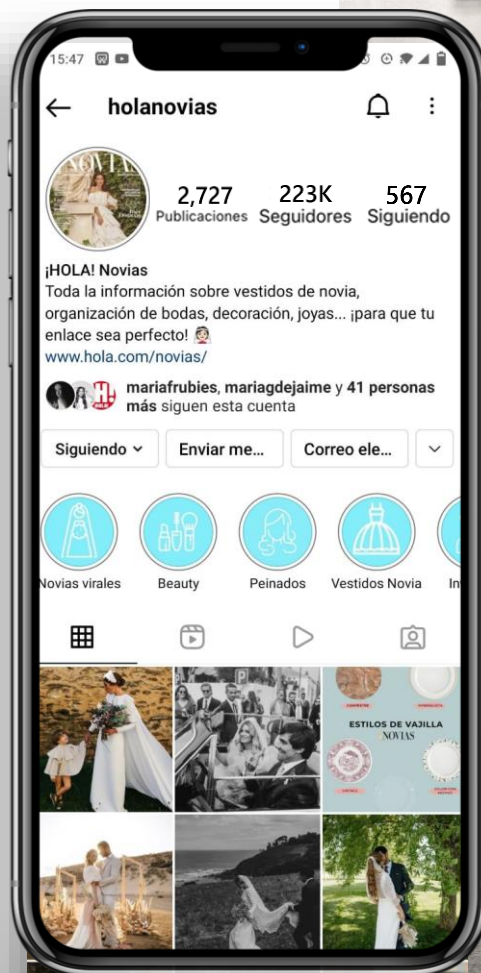 15:47
holanovias
NOVIAS
2,727 223K 567
Publicaciones Seguidores Siguiendo
¡HOLA! Novias
Toda la información sobre vestidos de novia,
organización de bodas, decoración, joyas... ¡para que tu
enlace sea perfecto!
www.hola.com/novias/
mariafrubies, mariagdejaime y 41 personas
más siguen esta cuenta
Siguiendo Enviar me... Correo ele...
Novias virales Beauty Peinados Vestidos Novia In
ESTILOS DE VAJILLA
NOVIAS